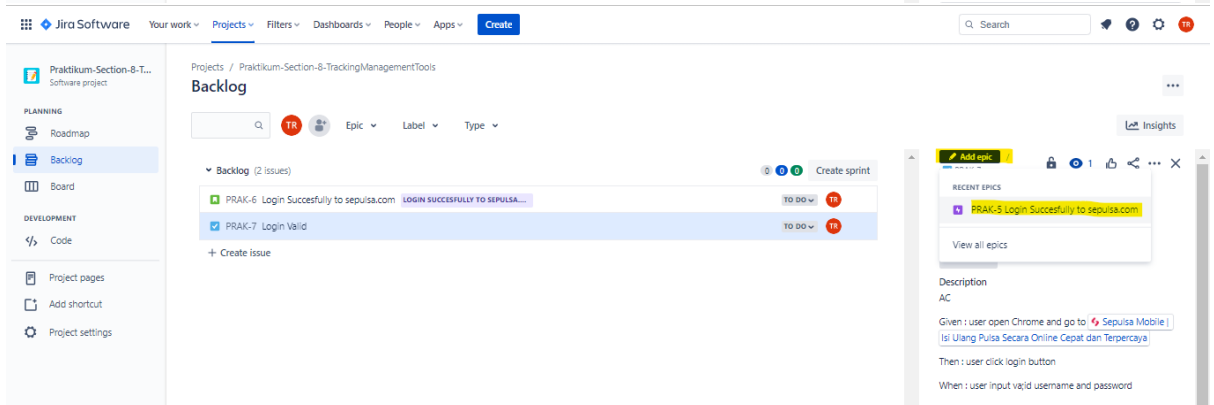 Jira Software Your work Projects Filters Dashboards People Apps Create Search TR
Praktikum-Section-8-T...
Software project
PLANNING
Roadmap
Backlog
Board
DEVELOPMENT
Code
Project pages
Add shortcut
Project settings
Projects / Praktikum-Section-8-TrackingManagementTools
Backlog
TR Epic Label Type
Insights
Backlog (2 issues) 0 0 0 Create sprint
PRAK-6 Login Succesfully to sepulsa.com LOGIN SUCCESFULLY TO SEPULSA.... TO DO TR
PRAK-7 Login Valid TO DO TR
+ Create issue
Add epic / 1
RECENT EPICS
PRAK-5 Login Succesfully to sepulsa.com
View all epics
Description
AC
Given : user open Chrome and go to Sepulsa Mobile |
Isi Ulang Pulsa Secara Online Cepat dan Terpercaya
Then : user click login button
When : user input va;id username and password